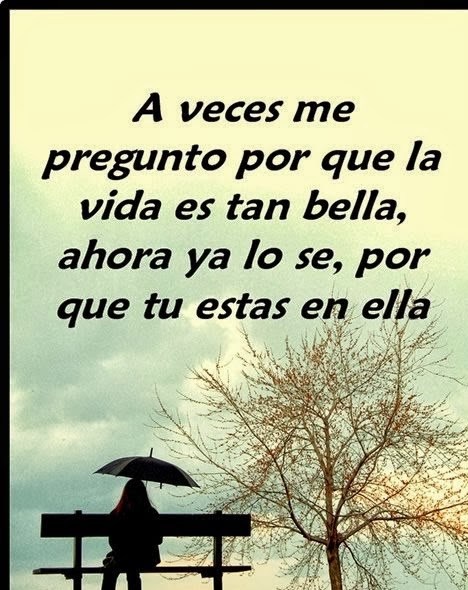 A veces me
pregunto por que la
vida es tan bella,
ahora ya lo se, por
que tu estas en ella